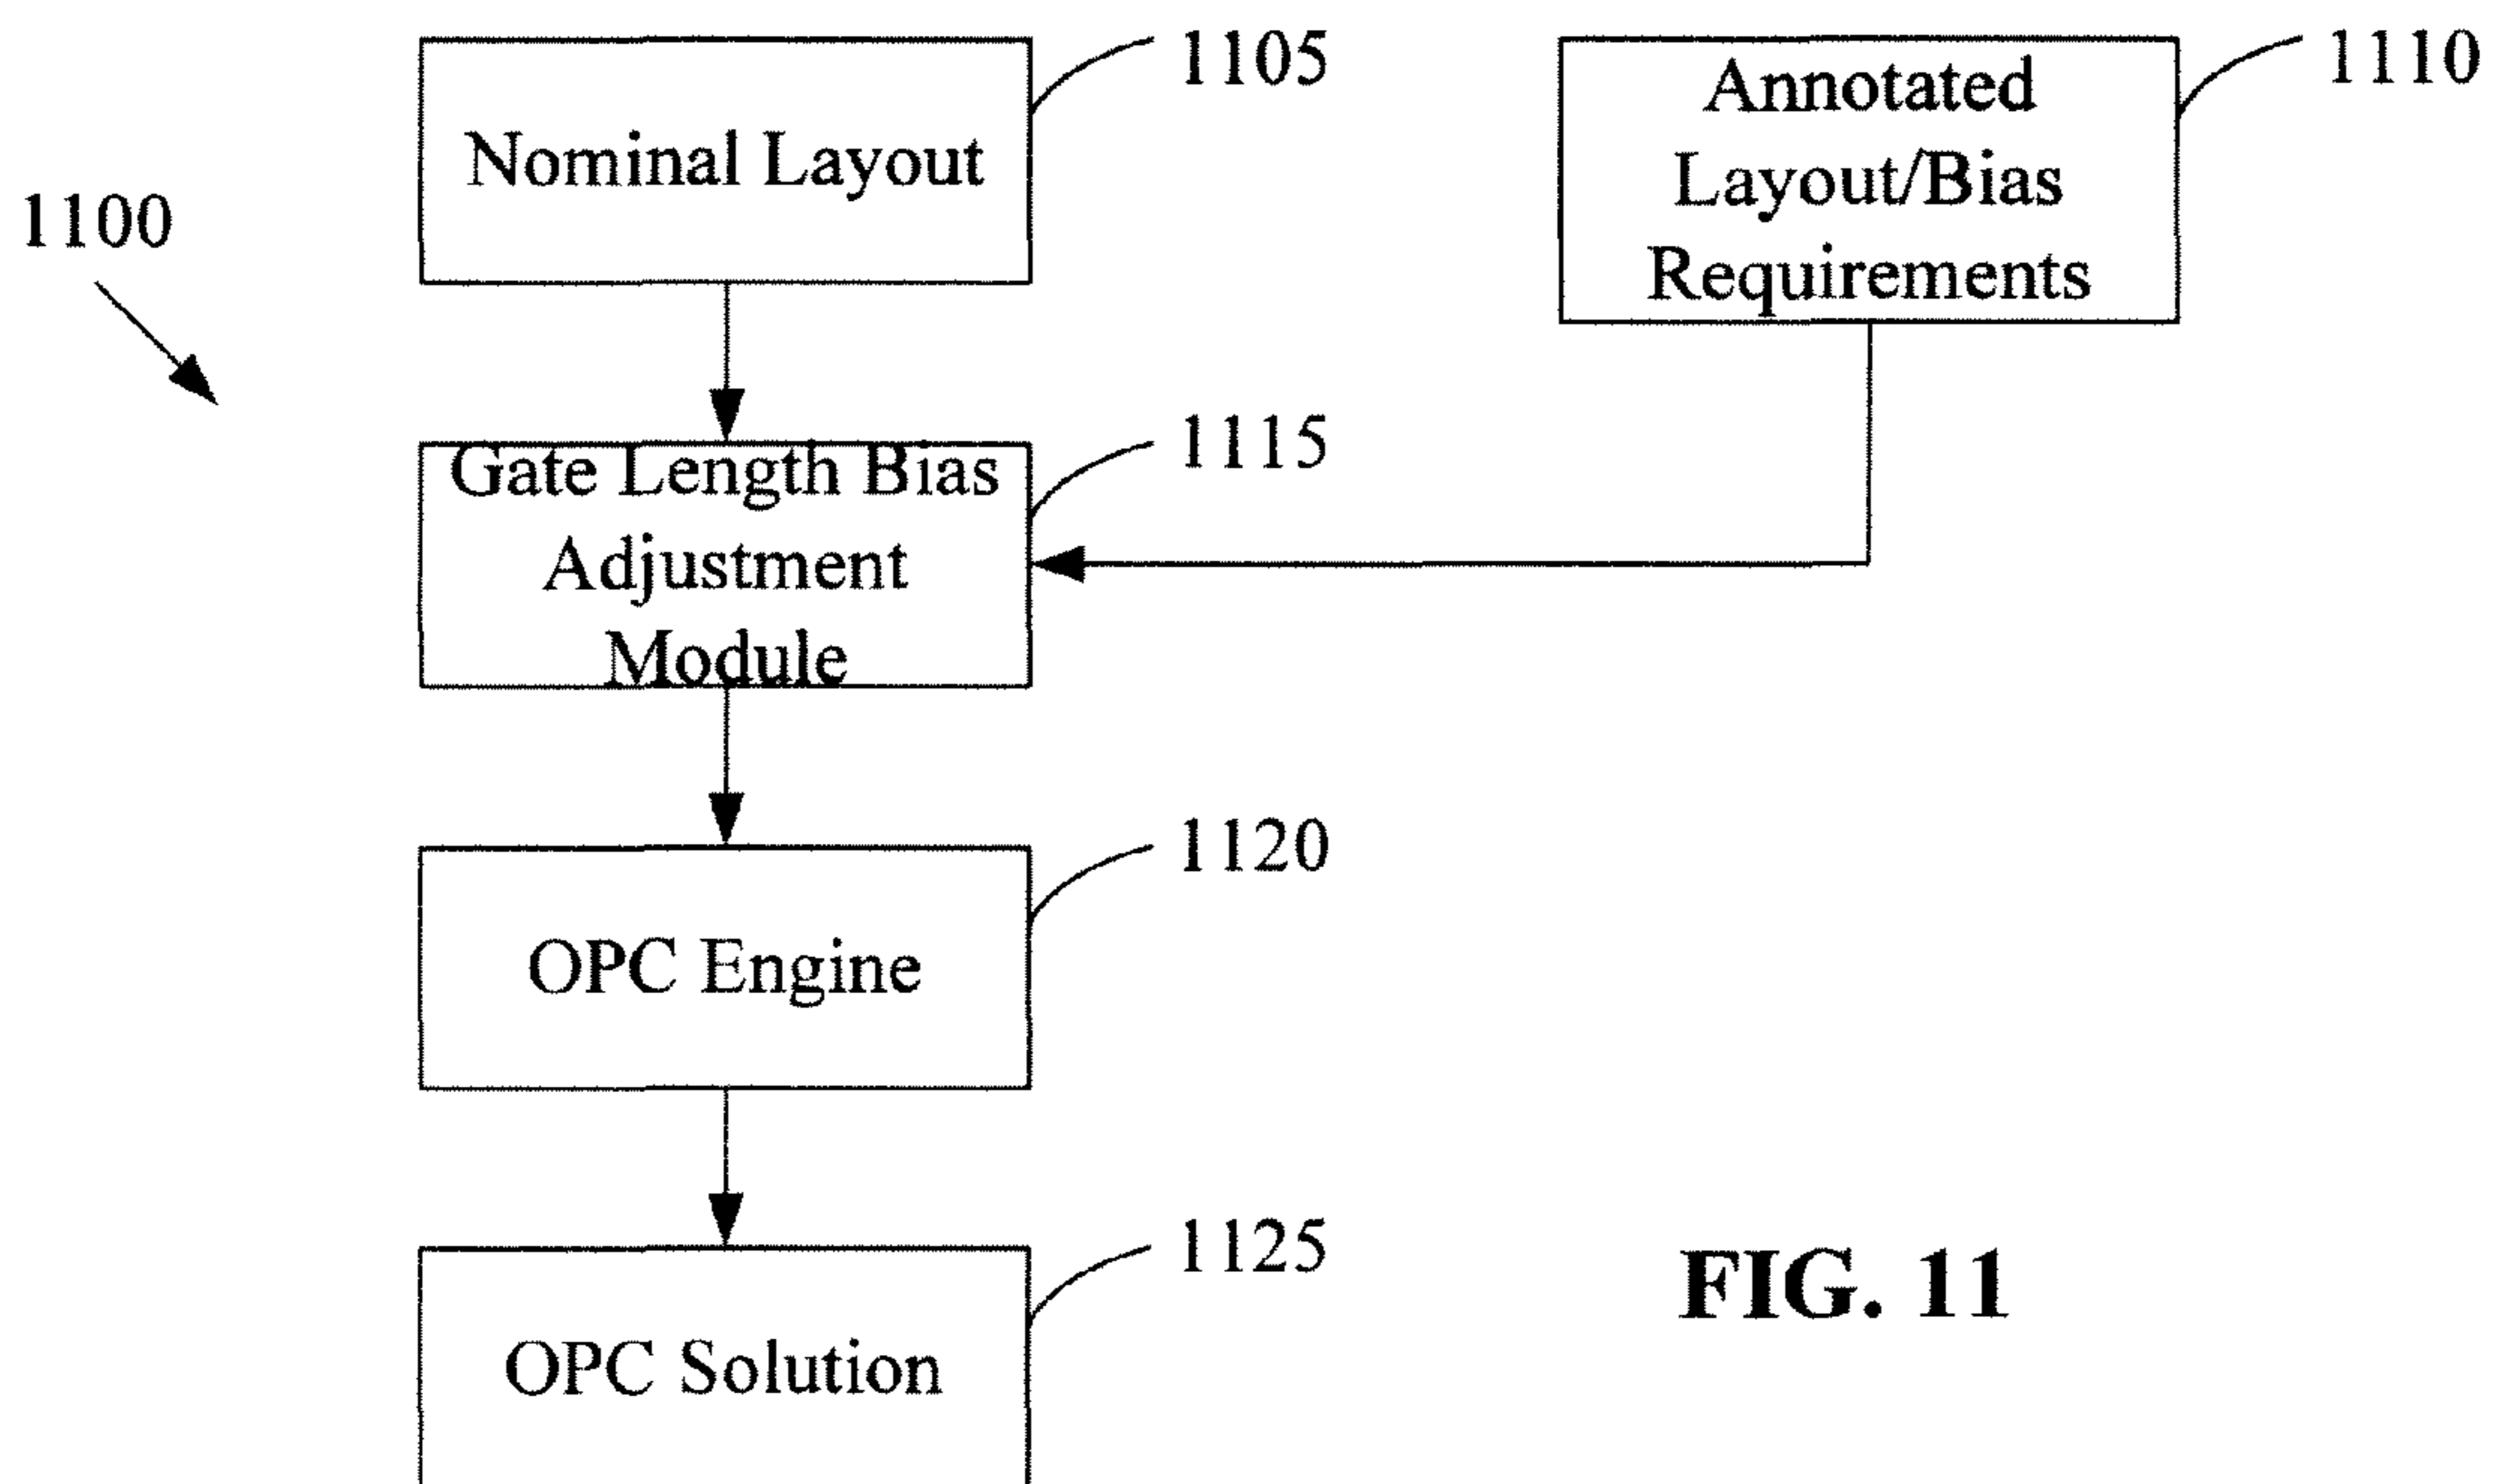 1100
Nominal Layout
1105
Annotated
Layout/Bias
Requirements
1110
Gate Length Bias
Adjustment
Module
1115
OPC Engine
1120
OPC Solution
1125
FIG. 11